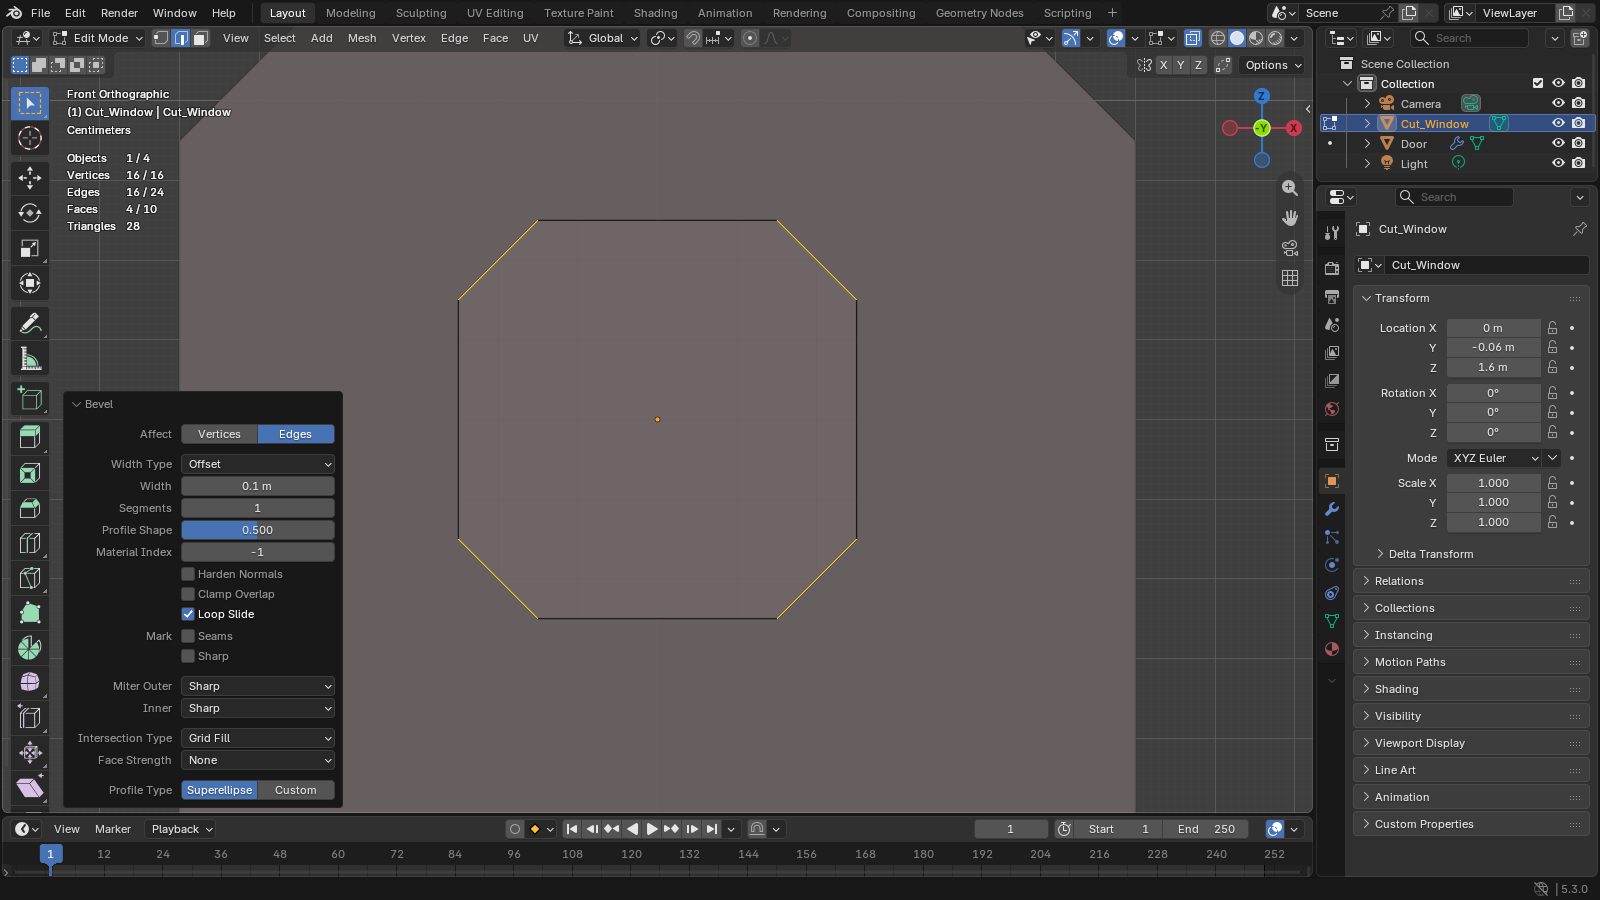 File Edit Render Window Help Layout Modeling Sculpting UV Editing Texture Paint Shading Animation Rendering Compositing Geometry Nodes Scripting Scene ViewLayer
Edit Mode View Select Add Mesh Vertex Edge Face UV Global
X Y Z Options
Front Orthographic
(1) Cut_Window | Cut_Window
Centimeters
Objects 1 / 4
Vertices 16 / 16
Edges 16 / 24
Faces 4 / 10
Triangles 28
Z
-Y X
Bevel
Affect Vertices Edges
Width Type Offset
Width 0.1 m
Segments 1
Profile Shape 0.500
Material Index -1
Harden Normals
Clamp Overlap
Loop Slide
Mark Seams
Sharp
Miter Outer Sharp
Inner Sharp
Intersection Type Grid Fill
Face Strength None
Profile Type Superellipse Custom
View Marker Playback 1 Start 1 End 250
1 12 24 36 48 60 72 84 96 108 120 132 144 156 168 180 192 204 216 228 240 252
Search
Scene Collection
Collection
Camera
Cut_Window
Door
Light
Search
Cut_Window
Cut_Window
Transform
Location X 0 m
Y -0.06 m
Z 1.6 m
Rotation X 0°
Y 0°
Z 0°
Mode XYZ Euler
Scale X 1.000
Y 1.000
Z 1.000
Delta Transform
Relations
Collections
Instancing
Motion Paths
Shading
Visibility
Viewport Display
Line Art
Animation
Custom Properties
5.3.0